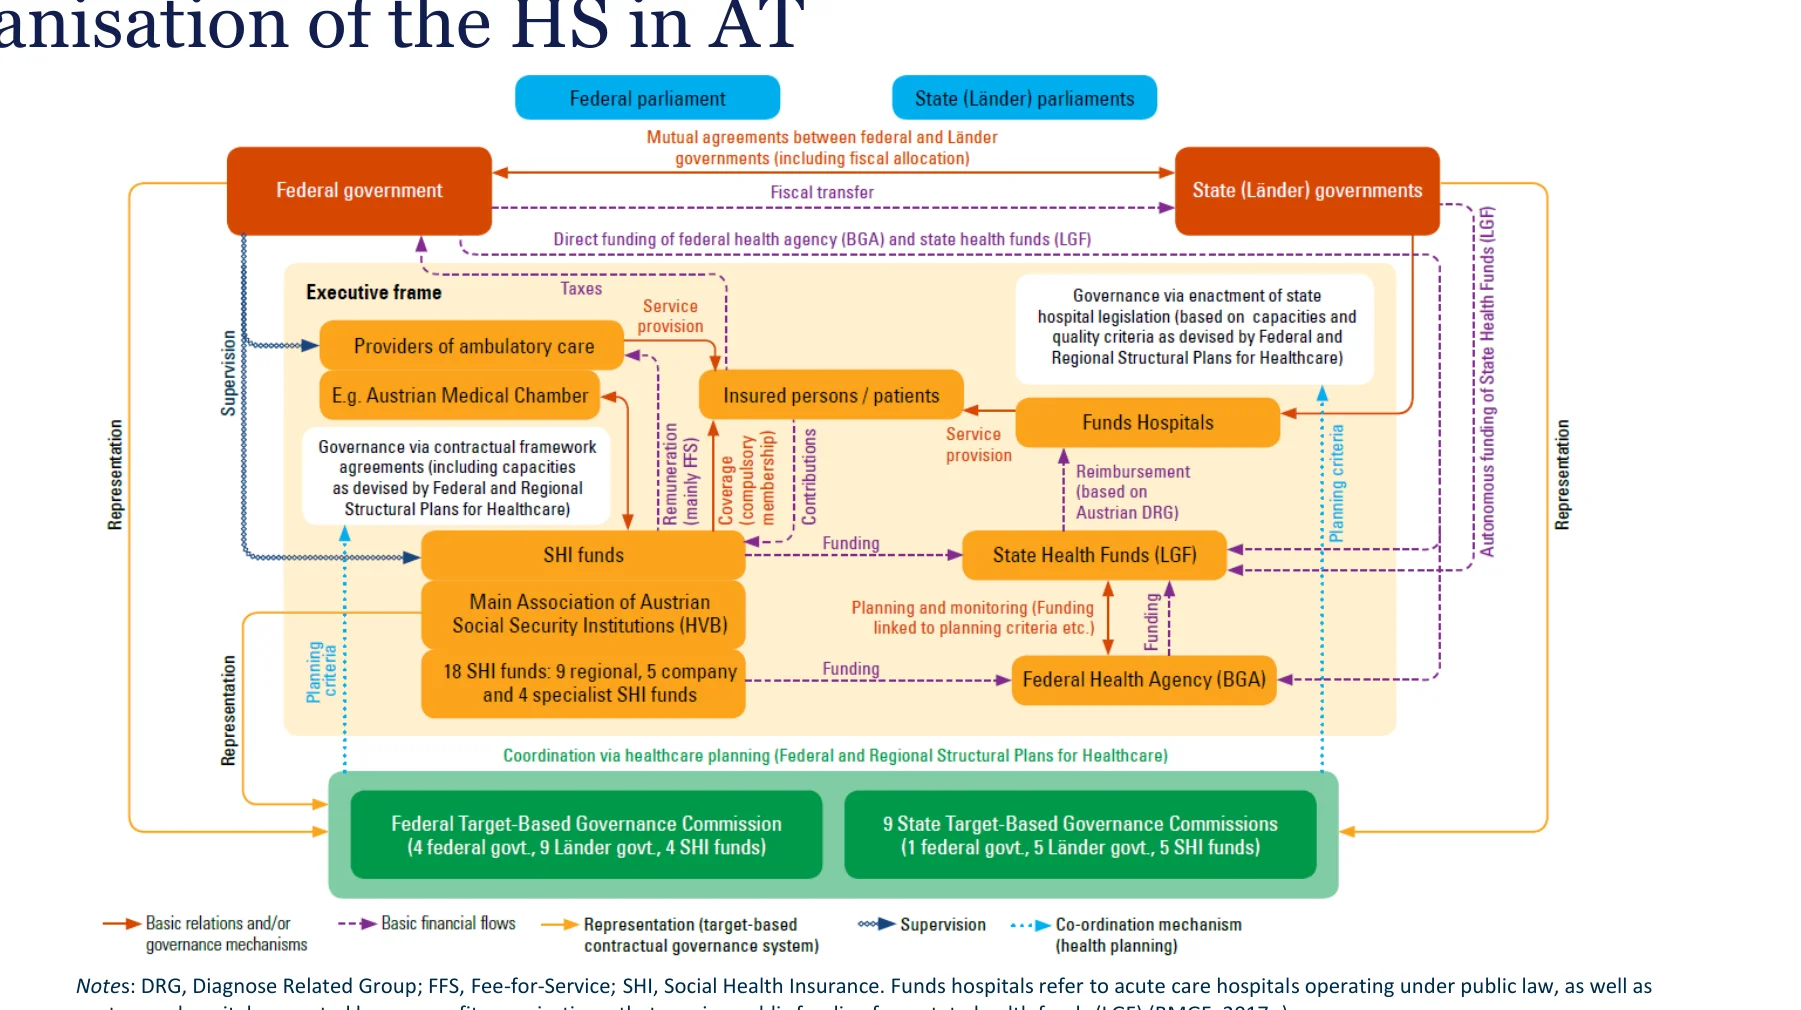 anisation of the HS in AT
Federal parliament
State (Länder) parliaments
Mutual agreements between federal and Länder
governments (including fiscal allocation)
Federal government
State (Länder) governments
Fiscal transfer
Direct funding of federal health agency (BGA) and state health funds (LGF)
Autonomous funding of State Health Funds (LGF)
Executive frame
Taxes
Service
provision
Governance via enactment of state
hospital legislation (based on capacities and
quality criteria as devised by Federal and
Regional Structural Plans for Healthcare)
Supervision
Providers of ambulatory care
E.g. Austrian Medical Chamber
Insured persons / patients
Funds Hospitals
Service
provision
Governance via contractual framework
agreements (including capacities
as devised by Federal and Regional
Structural Plans for Healthcare)
Remuneration
(mainly FFS)
Coverage
(compulsory
membership)
Contributions
Reimbursement
(based on
Austrian DRG)
Planning criteria
Representation
Representation
SHI funds
Funding
State Health Funds (LGF)
Main Association of Austrian
Social Security Institutions (HVB)
Planning and monitoring (Funding
linked to planning criteria etc.)
Funding
18 SHI funds: 9 regional, 5 company
and 4 specialist SHI funds
Funding
Federal Health Agency (BGA)
Planning
criteria
Representation
Coordination via healthcare planning (Federal and Regional Structural Plans for Healthcare)
Federal Target-Based Governance Commission
(4 federal govt., 9 Länder govt., 4 SHI funds)
9 State Target-Based Governance Commissions
(1 federal govt., 5 Länder govt., 5 SHI funds)
Basic relations and/or
governance mechanisms
Basic financial flows
Representation (target-based
contractual governance system)
Supervision
Co-ordination mechanism
(health planning)
Notes: DRG, Diagnose Related Group; FFS, Fee-for-Service; SHI, Social Health Insurance. Funds hospitals refer to acute care hospitals operating under public law, as well as